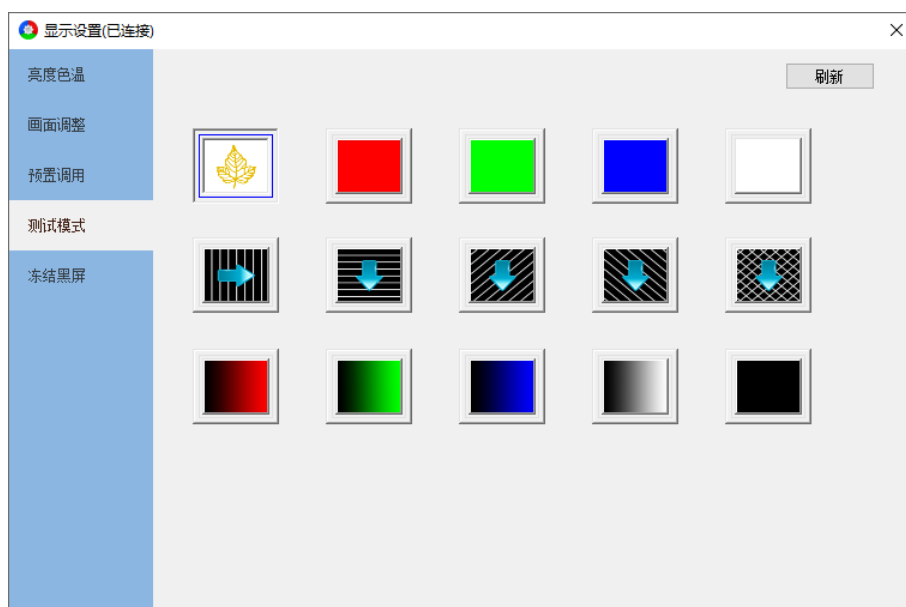 显示设置(已连接)
亮度色温
刷新
画面调整
预置调用
测试模式
冻结黑屏